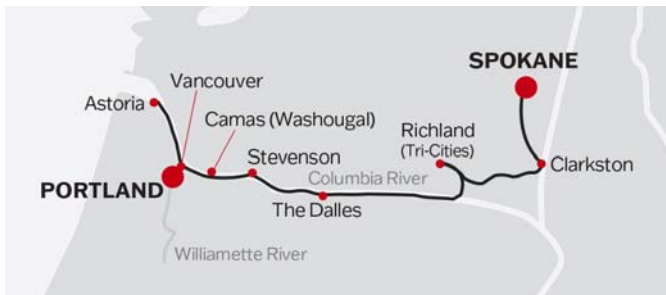 SPOKANE
Vancouver
Astoria
Camas (Washougal)
Richland
(Tri-Cities)
Stevenson
Clarkston
Columbia River
PORTLAND
The Dalles
Williamette River